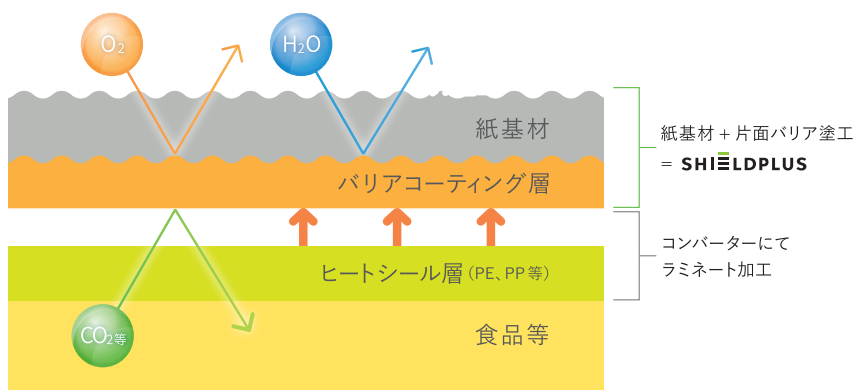 O₂
H₂O
紙基材
バリアコーティング層
紙基材 + 片面バリア塗工
= SHIELDPLUS
コンバーターにて
ラミネート加工
ヒートシール層(PE、PP等)
CO₂等
食品等